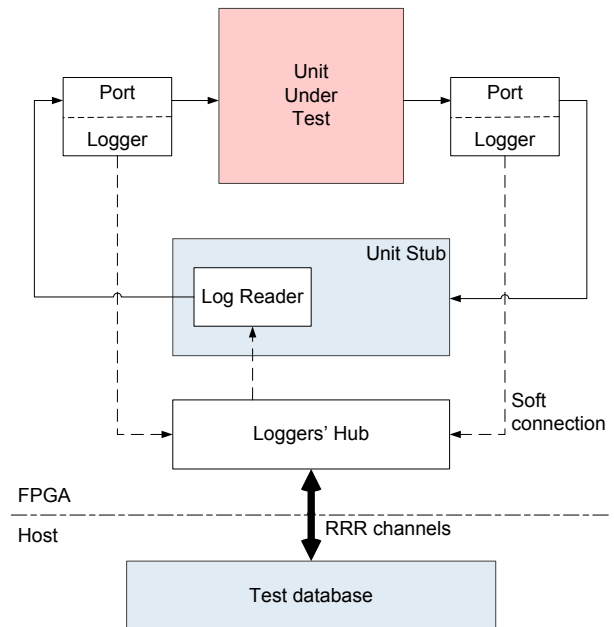 Unit
Under
Test
Port
Logger
Port
Logger
Unit Stub
Log Reader
Soft
connection
Loggers' Hub
FPGA
Host
RRR channels
Test database